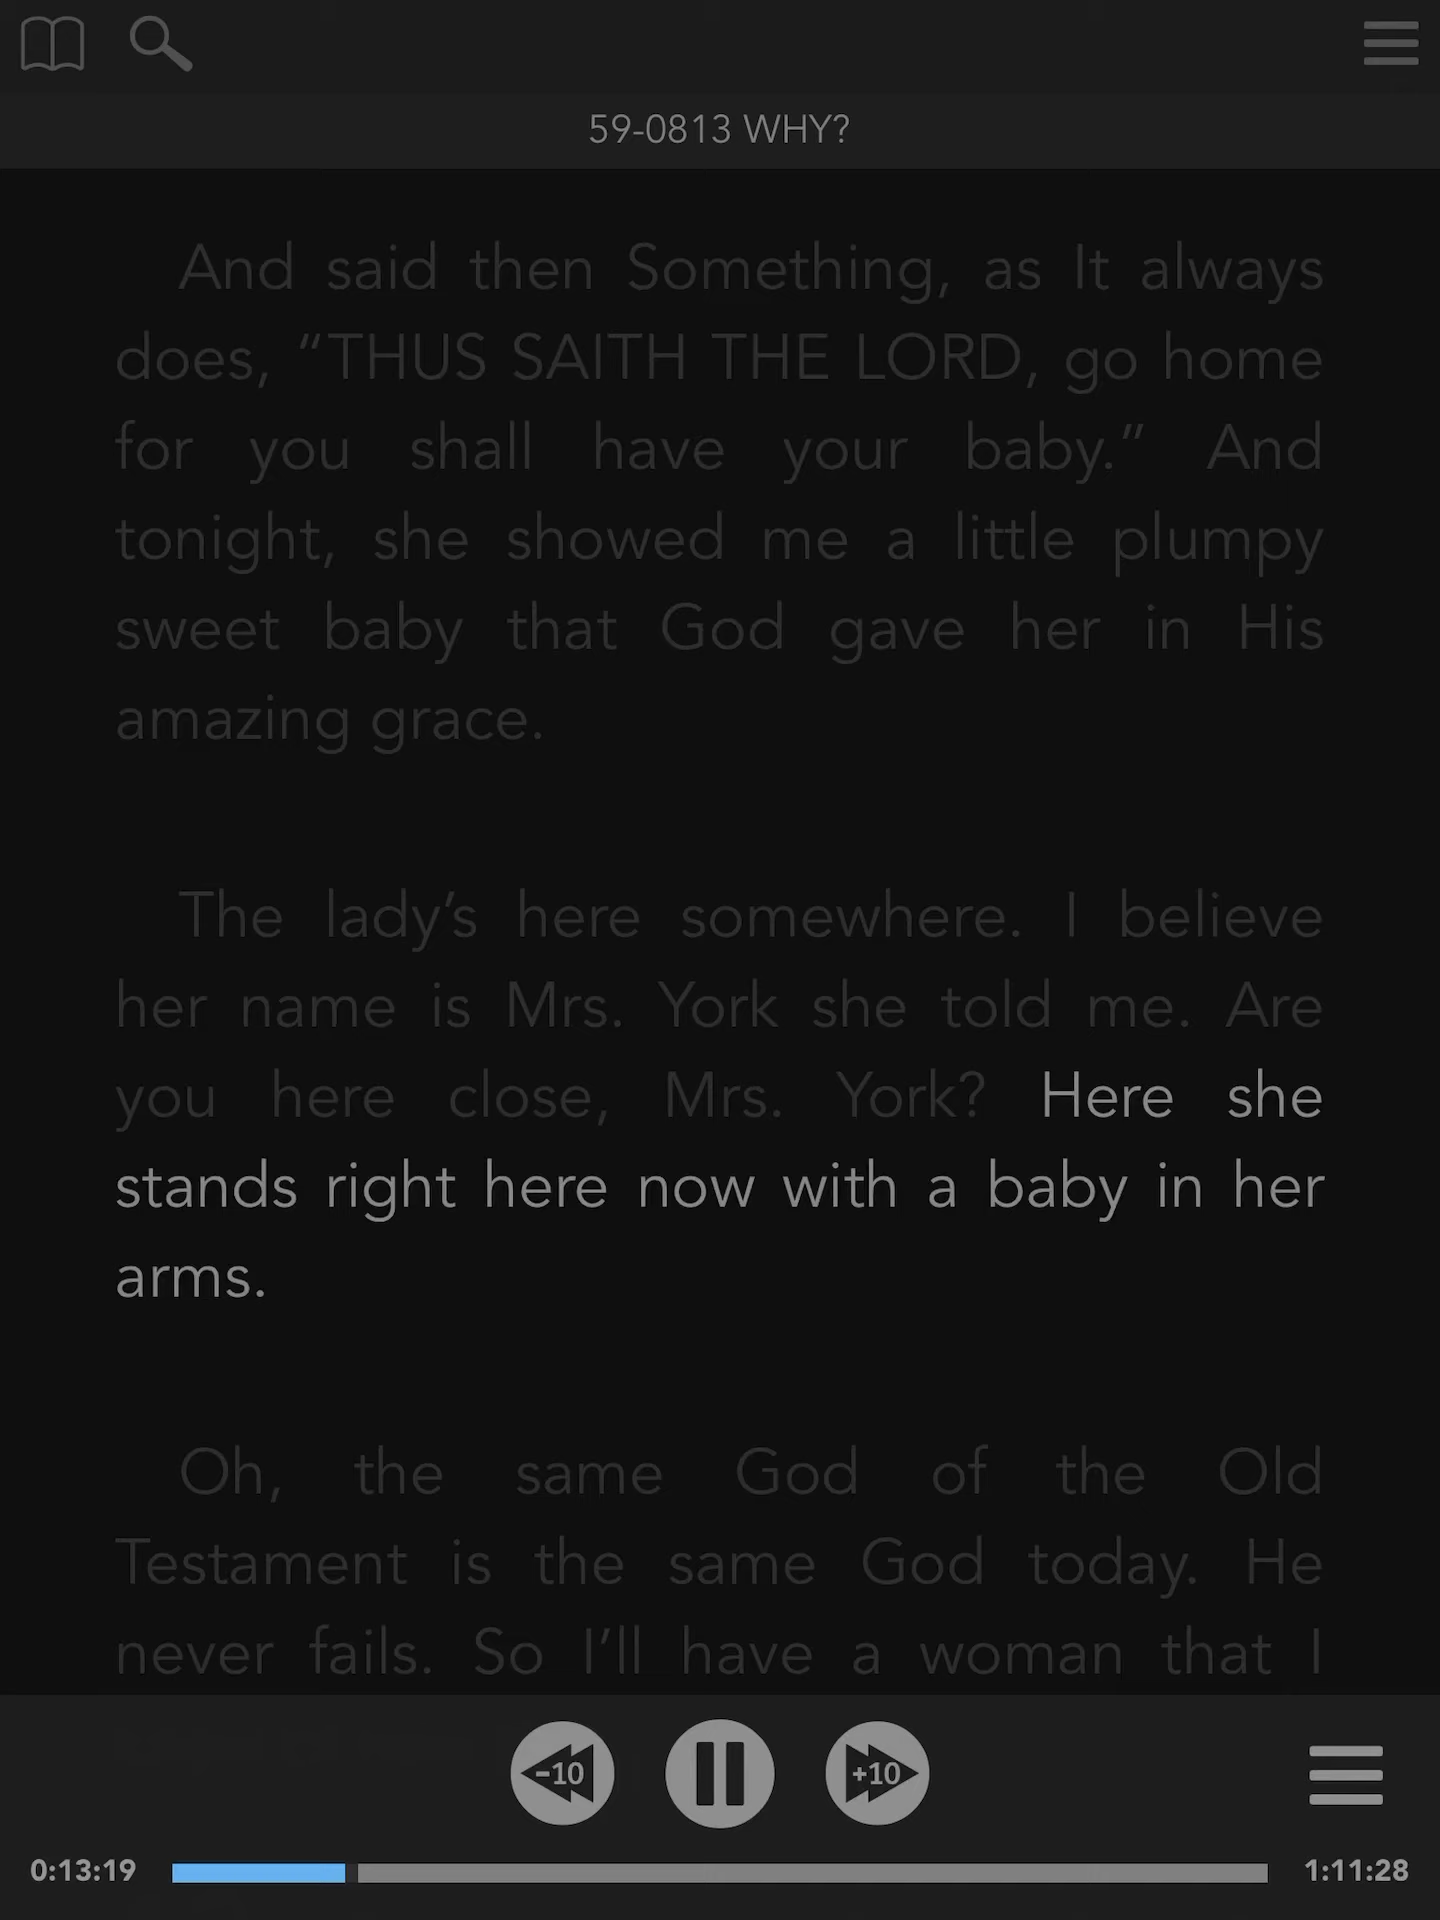 59-0813 WHY?
And said then Something, as It always
does, “THUS SAITH THE LORD, go home
for you shall have your baby.” And
tonight, she showed me a little plumpy
sweet baby that God gave her in His
amazing grace.
The lady’s here somewhere. I believe
her name is Mrs. York she told me. Are
you here close, Mrs. York? Here she
stands right here now with a baby in her
arms.
Oh, the same God of the Old
Testament is the same God today. He
never fails. So I’ll have a woman that I
-10 +10
0:13:19 1:11:28